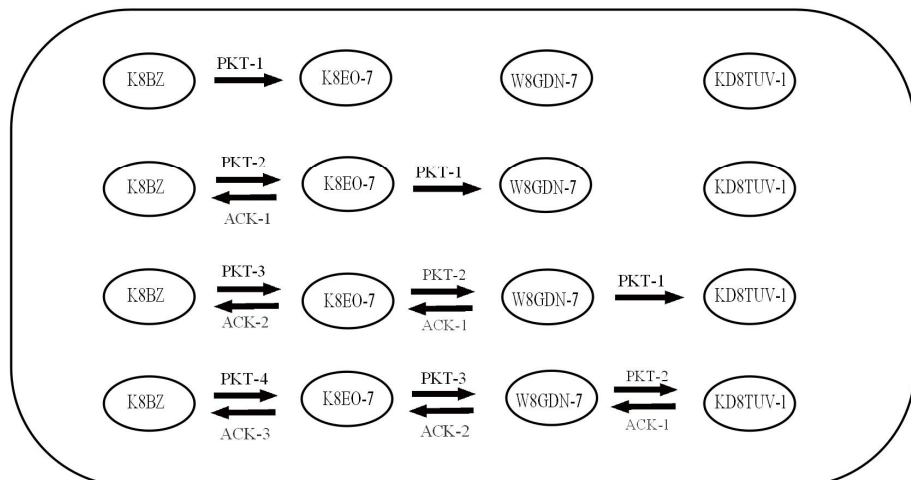 K8BZ PKT-1 K8EO-7 W8GDN-7 KD8TUV-1
K8BZ PKT-2 K8EO-7 PKT-1 W8GDN-7 KD8TUV-1
ACK-1
K8BZ PKT-3 K8EO-7 PKT-2 W8GDN-7 PKT-1 KD8TUV-1
ACK-2 ACK-1
K8BZ PKT-4 K8EO-7 PKT-3 W8GDN-7 PKT-2 KD8TUV-1
ACK-3 ACK-2 ACK-1